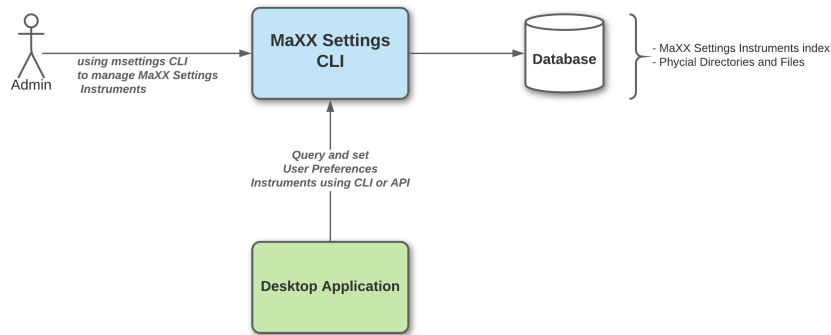 MaXX Settings
CLI
using msettings CLI
to manage MaXX Settings
Instruments
Admin
Database
- MaXX Settings Instruments index
- Phycial Directories and Files
Query and set
User Preferences
Instruments using CLI or API
Desktop Application